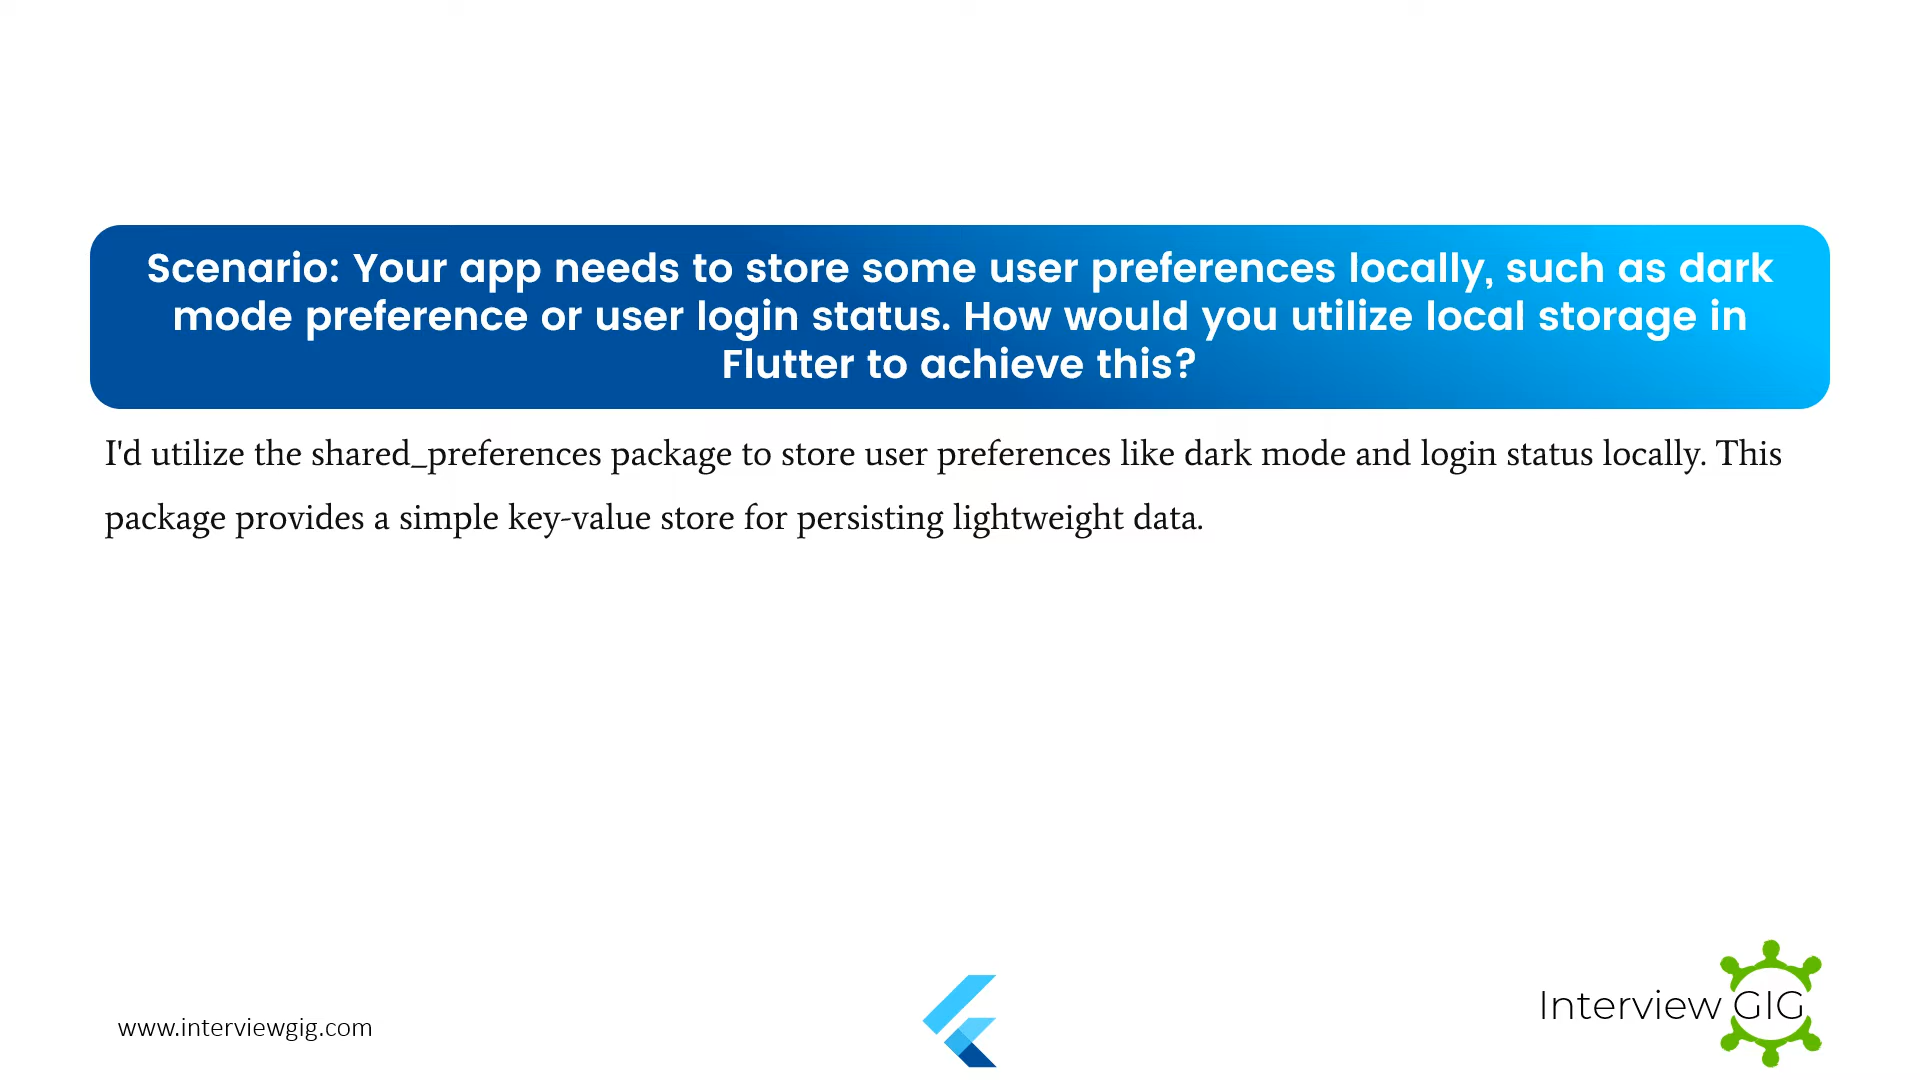 Scenario: Your app needs to store some user preferences locally, such as dark
mode preference or user login status. How would you utilize local storage in
Flutter to achieve this?
I'd utilize the shared_preferences package to store user preferences like dark mode and login status locally. This
package provides a simple key-value store for persisting lightweight data.
www.interviewgig.com
Interview GIG